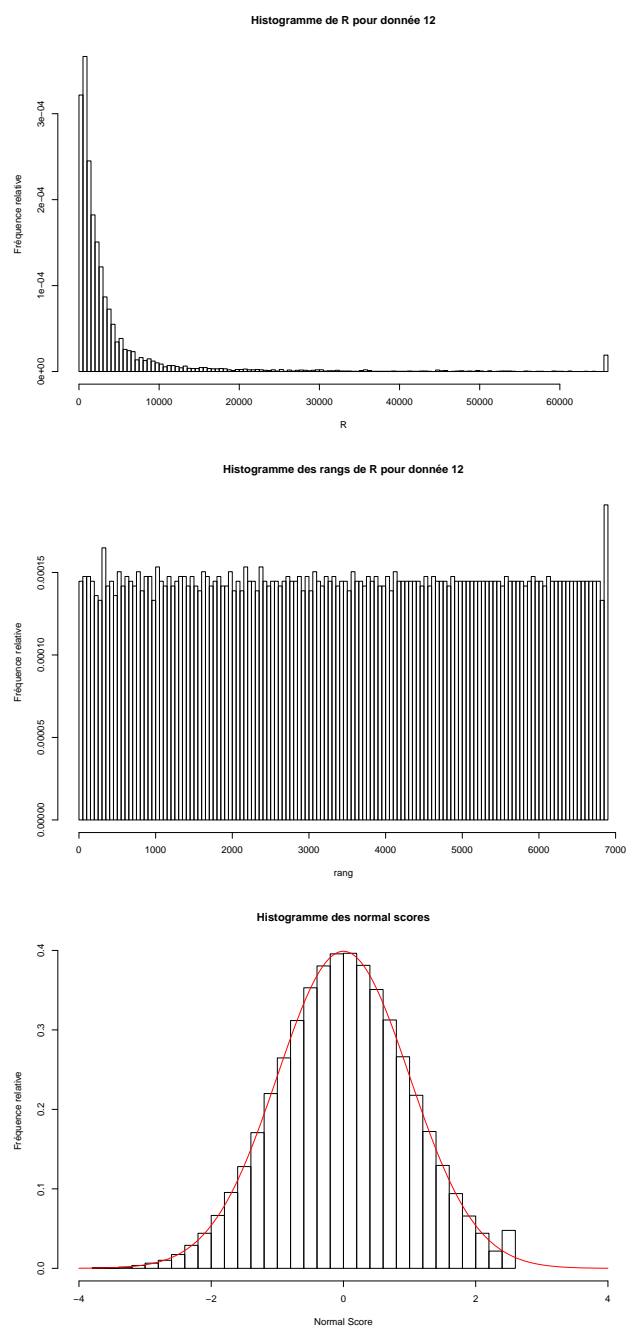 Histogramme de R pour donnée 12
Fréquence relative
0e+00 1e−04 2e−04 3e−04
0 10000 20000 30000 40000 50000 60000
R
Histogramme des rangs de R pour donnée 12
Fréquence relative
0.00000 0.00005 0.00010 0.00015
0 1000 2000 3000 4000 5000 6000 7000
rang
Histogramme des normal scores
Fréquence relative
0.0 0.1 0.2 0.3 0.4
−4 −2 0 2 4
Normal Score